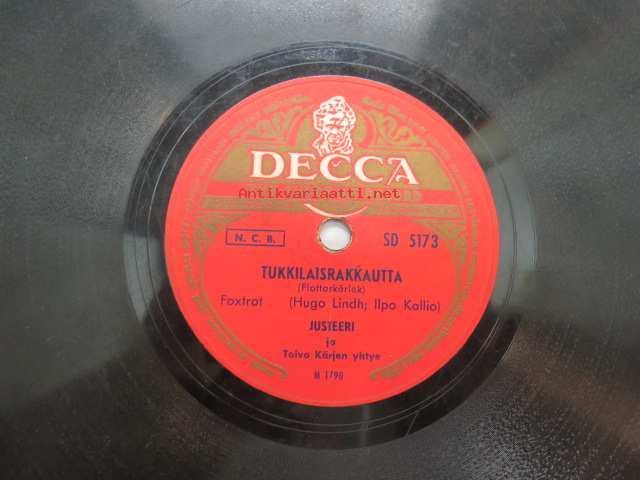 DECCA
Antikvariaatti.net
N. C. B.
SD 5173
TUKKILAISRAKKAUTTA
(Flottarkärlek)
Foxtrot (Hugo Lindh; Ilpo Kallio)
JUSTEERI
ja
Toivo Kärjen yhtye
M 1790